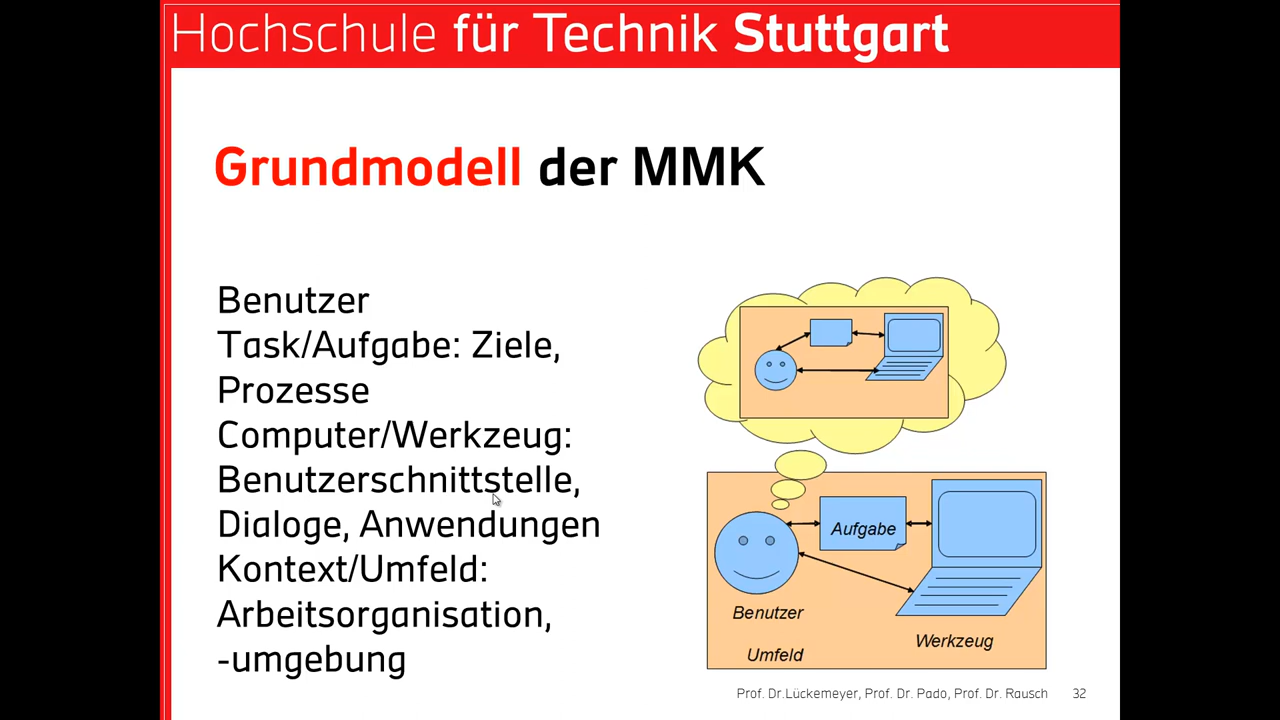 Hochschule für Technik Stuttgart
Grundmodell der MMK
Benutzer
Task/Aufgabe: Ziele,
Prozesse
Computer/Werkzeug:
Benutzerschnittstelle,
Dialoge, Anwendungen
Kontext/Umfeld:
Arbeitsorganisation,
-umgebung
Aufgabe
Benutzer
Werkzeug
Umfeld
Prof. Dr.Lückemeyer, Prof. Dr. Pado, Prof. Dr. Rausch 32